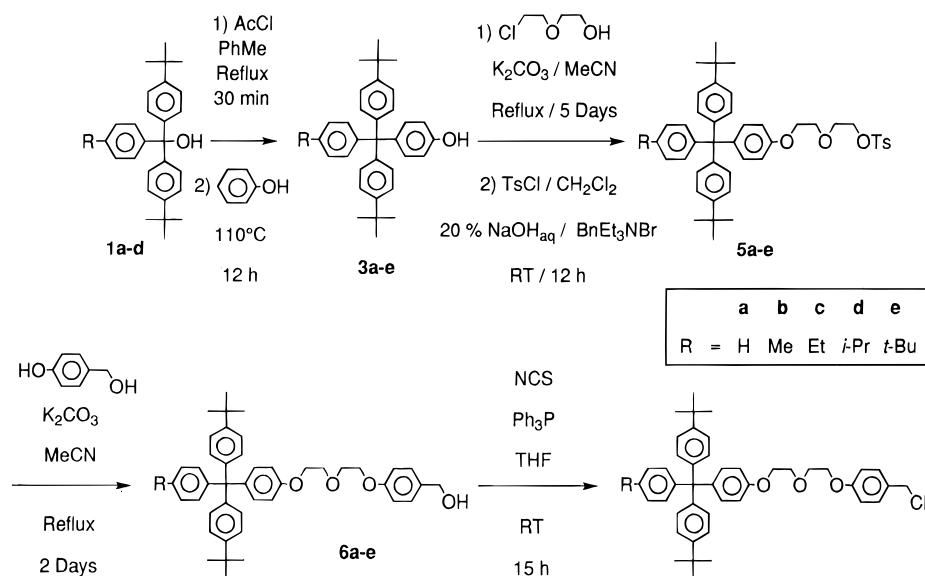 1) AcCl
PhMe
Reflux
30 min
R
OH
2)
OH
110°C
12 h
1a-d
R
OH
3a-e
1) Cl O OH
K₂CO₃ / MeCN
Reflux / 5 Days
2) TsCl / CH₂Cl₂
20 % NaOHaq / BnEt₃NBr
RT / 12 h
R
O O OTs
5a-e
a b c d e
R = H Me Et i-Pr t-Bu
HO
OH
K₂CO₃
MeCN
Reflux
2 Days
R
O O O
OH
6a-e
NCS
Ph₃P
THF
RT
15 h
R
O O O
Cl